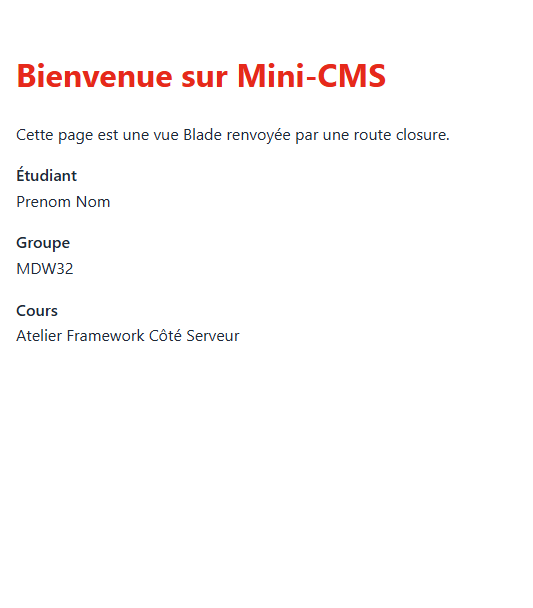 Bienvenue sur Mini-CMS
Cette page est une vue Blade renvoyée par une route closure.
Étudiant
Prenom Nom
Groupe
MDW32
Cours
Atelier Framework Côté Serveur